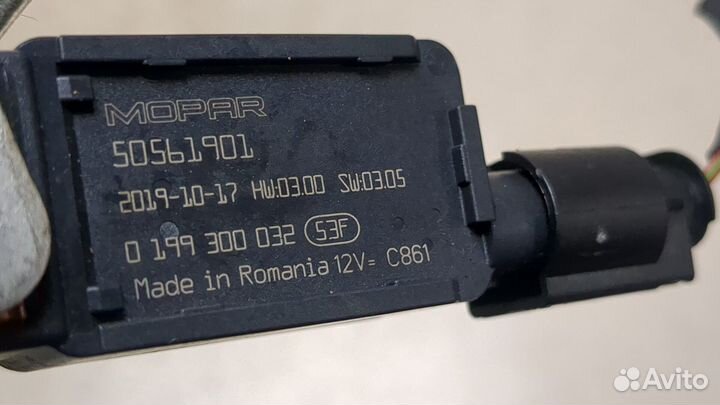 MOPAR
50561901
2019-10-17 HW:03.00 SW:03.05
0 199 300 032 S3F
Made in Romania 12V= C861
Avito